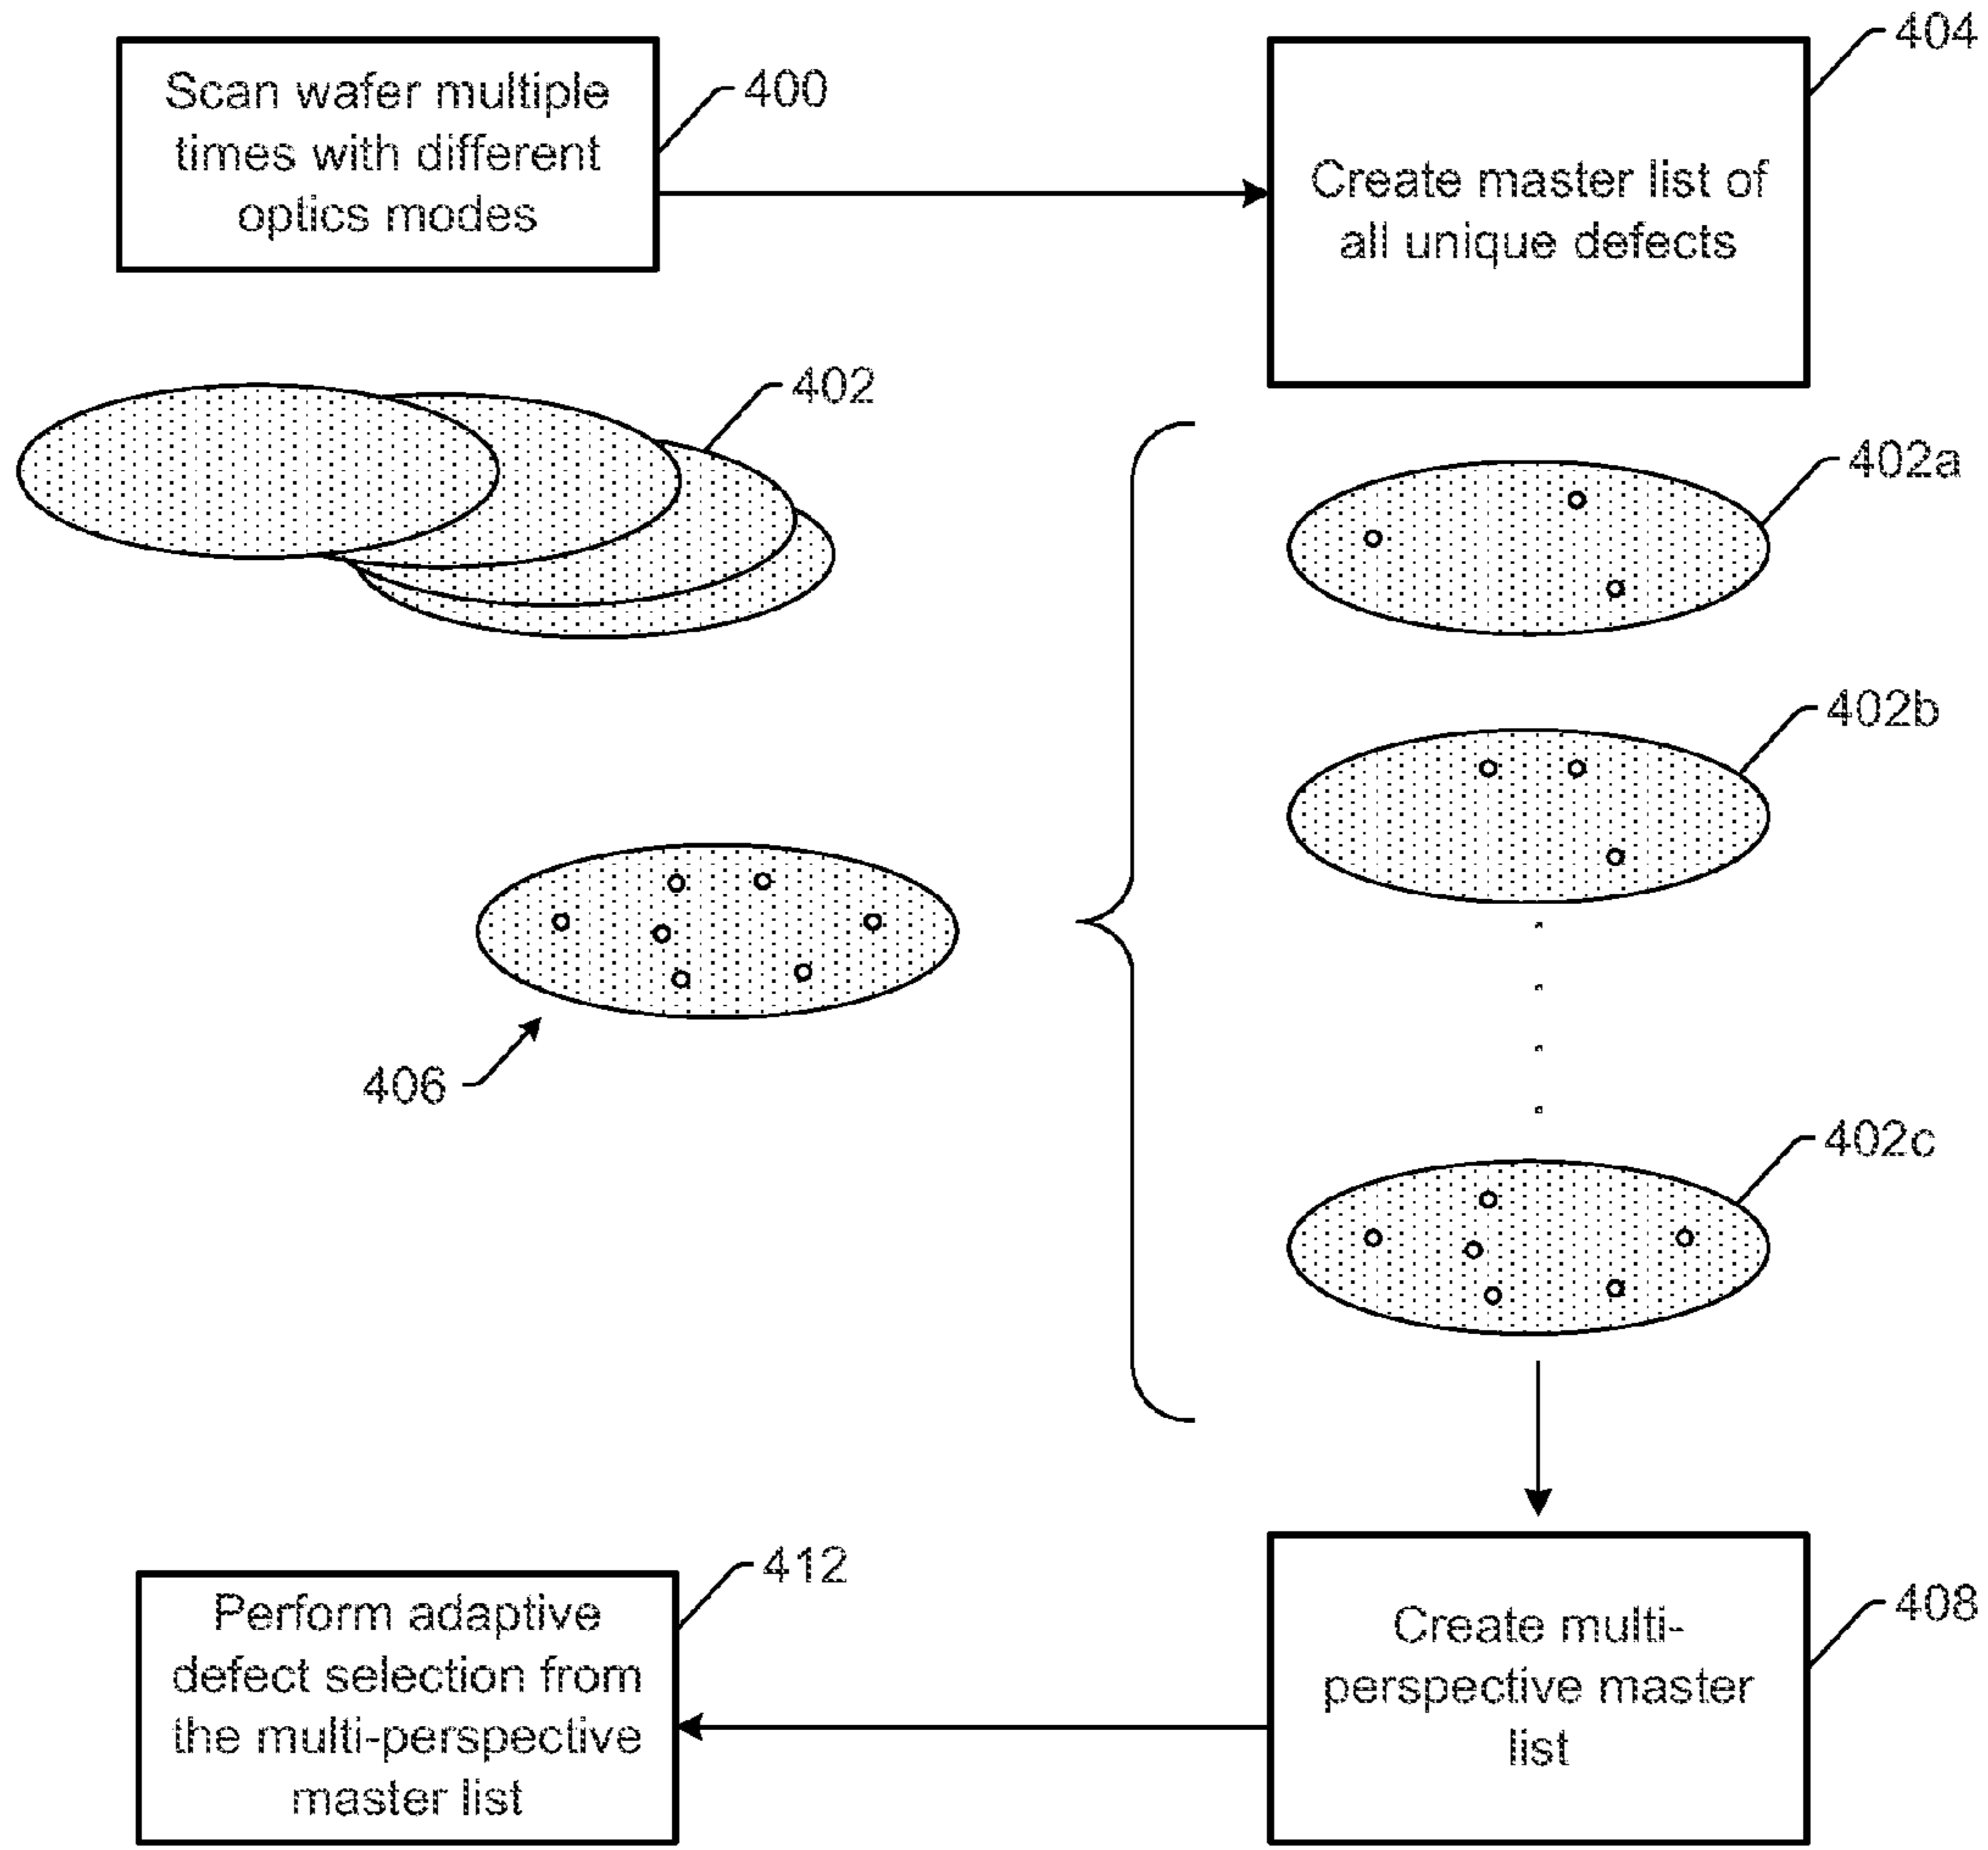 Scan wafer multiple
times with different
optics modes
400
Create master list of
all unique defects
404
402
402a
402b
406
402c
Perform adaptive
defect selection from
the multi-perspective
master list
412
Create multi-
perspective master
list
408